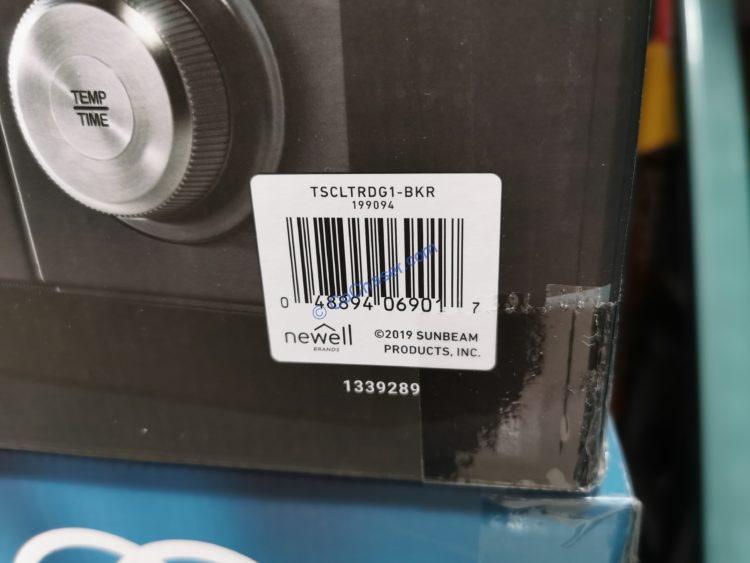 TEMP
TIME
TSCLTRDG1-BKR
199094
0 48894 06901 7
newell
BRANDS
©2019 SUNBEAM
PRODUCTS, INC.
1339289